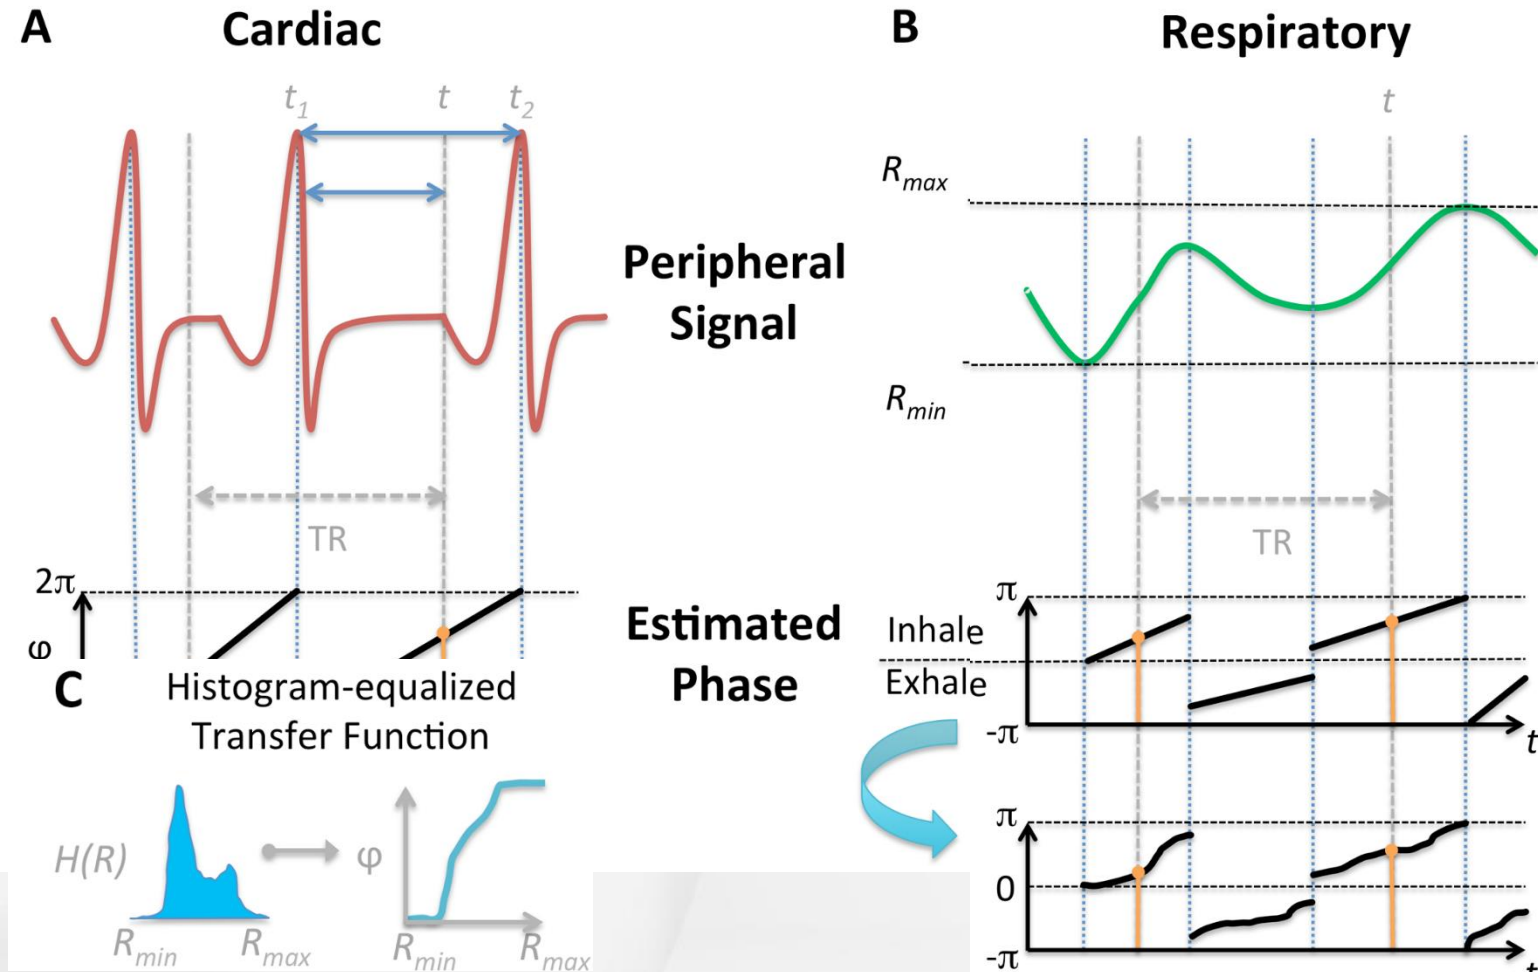 A
Cardiac
t1
t
t2
TR
2π
φ
Peripheral
Signal
Estimated
Phase
B
Respiratory
t
Rmax
Rmin
TR
π
Inhale
Exhale
-π
t
π
0
-π
t
C
Histogram-equalized
Transfer Function
H(R)
φ
Rmin
Rmax
Rmin
Rmax